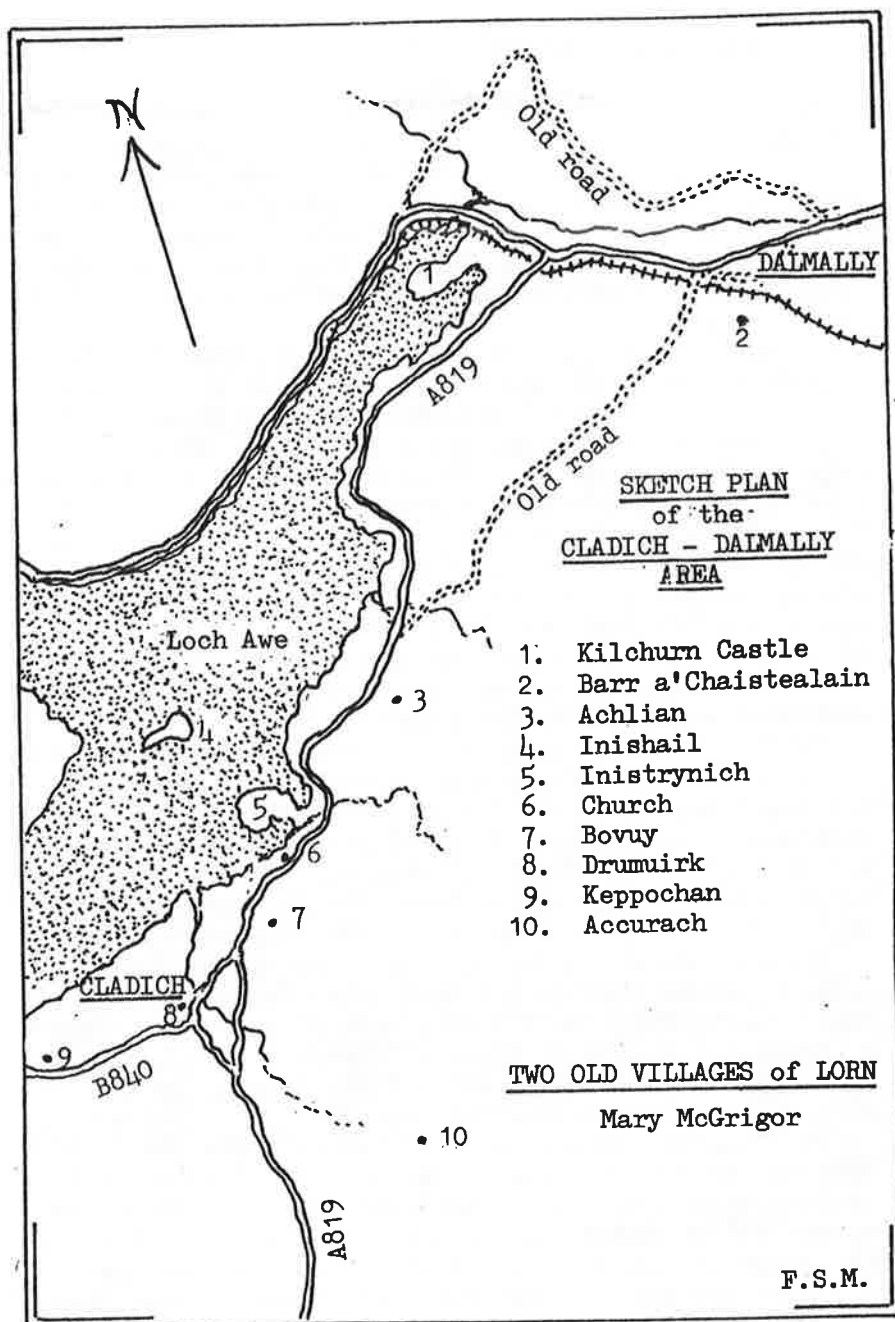 N
Old road
DALMALLY
1
2
A819
Old road
SKETCH PLAN
of the
CLADICH - DALMALLY
AREA
Loch Awe
1. Kilchurn Castle
2. Barr a'Chaistealain
3. Achlian
4. Inishail
5. Inistrynich
6. Church
7. Bovuy
8. Drumuirk
9. Keppochan
10. Accurach
3
4
5
6
7
CLADICH
8
9
B840
10
A819
TWO OLD VILLAGES of LORN
Mary McGrigor
F.S.M.